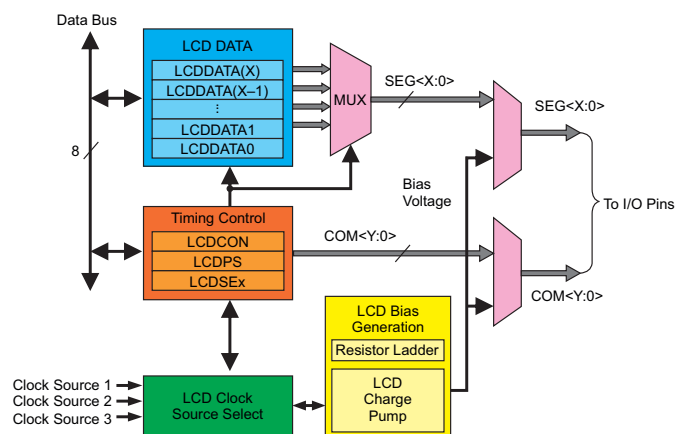 Data Bus
8
LCD DATA
LCDDATA(X)
LCDDATA(X–1)
⋮
LCDDATA1
LCDDATA0
MUX
SEG<X:0>
SEG<X:0>
Bias
Voltage
To I/O Pins
Timing Control
LCDCON
LCDPS
LCDSEx
COM<Y:0>
COM<Y:0>
LCD Bias
Generation
Resistor Ladder
LCD
Charge
Pump
Clock Source 1
Clock Source 2
Clock Source 3
LCD Clock
Source Select